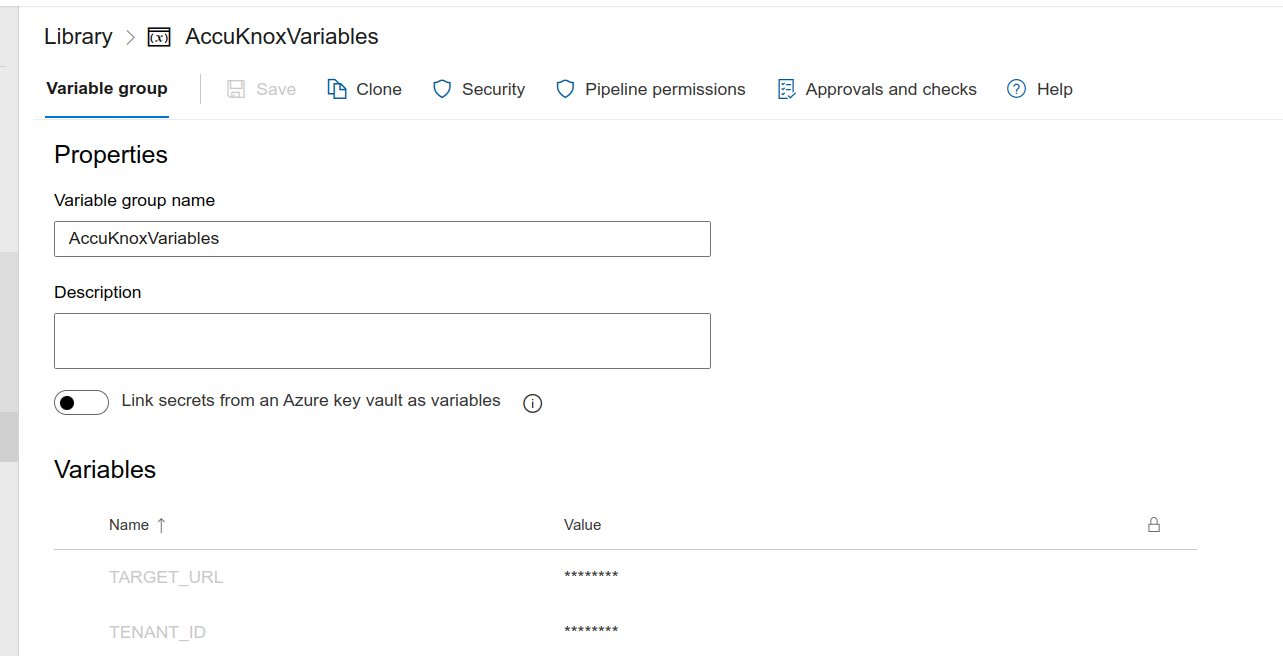 Library > (x) AccuKnoxVariables
Variable group Save Clone Security Pipeline permissions Approvals and checks ? Help
Properties
Variable group name
AccuKnoxVariables
Description
Link secrets from an Azure key vault as variables i
Variables
Name ↑ Value
TARGET_URL ********
TENANT_ID ********